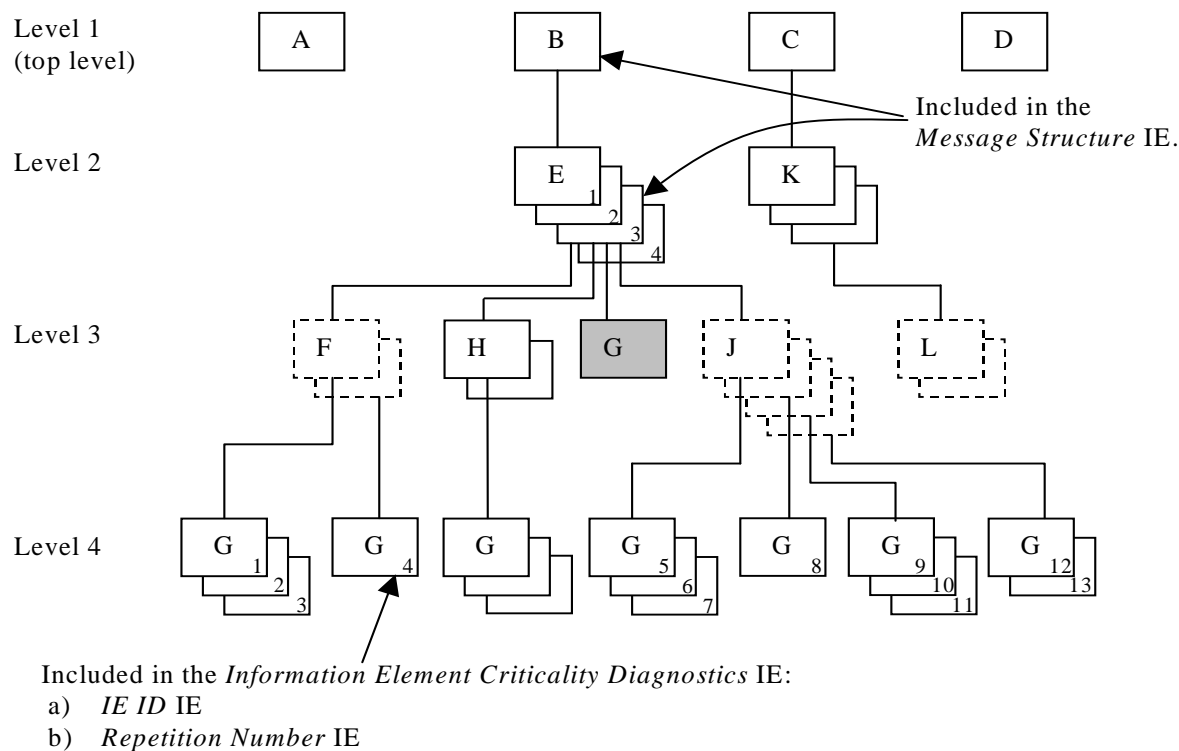 Level 1
(top level)
A
B
C
D
Included in the
Message Structure IE.
Level 2
E
1
2
3
4
K
Level 3
F
H
G
J
L
Level 4
G
1
2
3
G
4
G
G
5
6
7
G
8
G
9
10
11
G
12
13
Included in the Information Element Criticality Diagnostics IE:
a) IE ID IE
b) Repetition Number IE